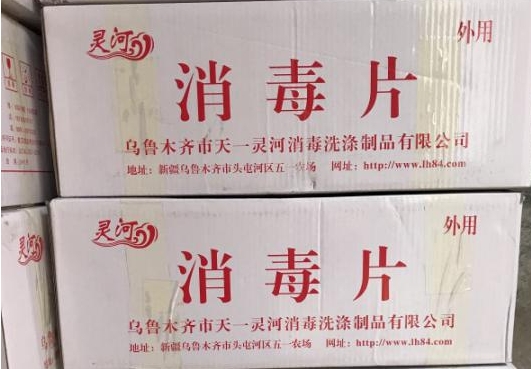 灵河
外用
消毒片
乌鲁木齐市天一灵河消毒洗涤制品有限公司
地址：新疆乌鲁木齐市头屯河区五一农场 网址：http://www.lh84.com
灵河
外用
消毒片
乌鲁木齐市天一灵河消毒洗涤制品有限公司
地址：新疆乌鲁木齐市头屯河区五一农场 网址：http://www.lh84.com